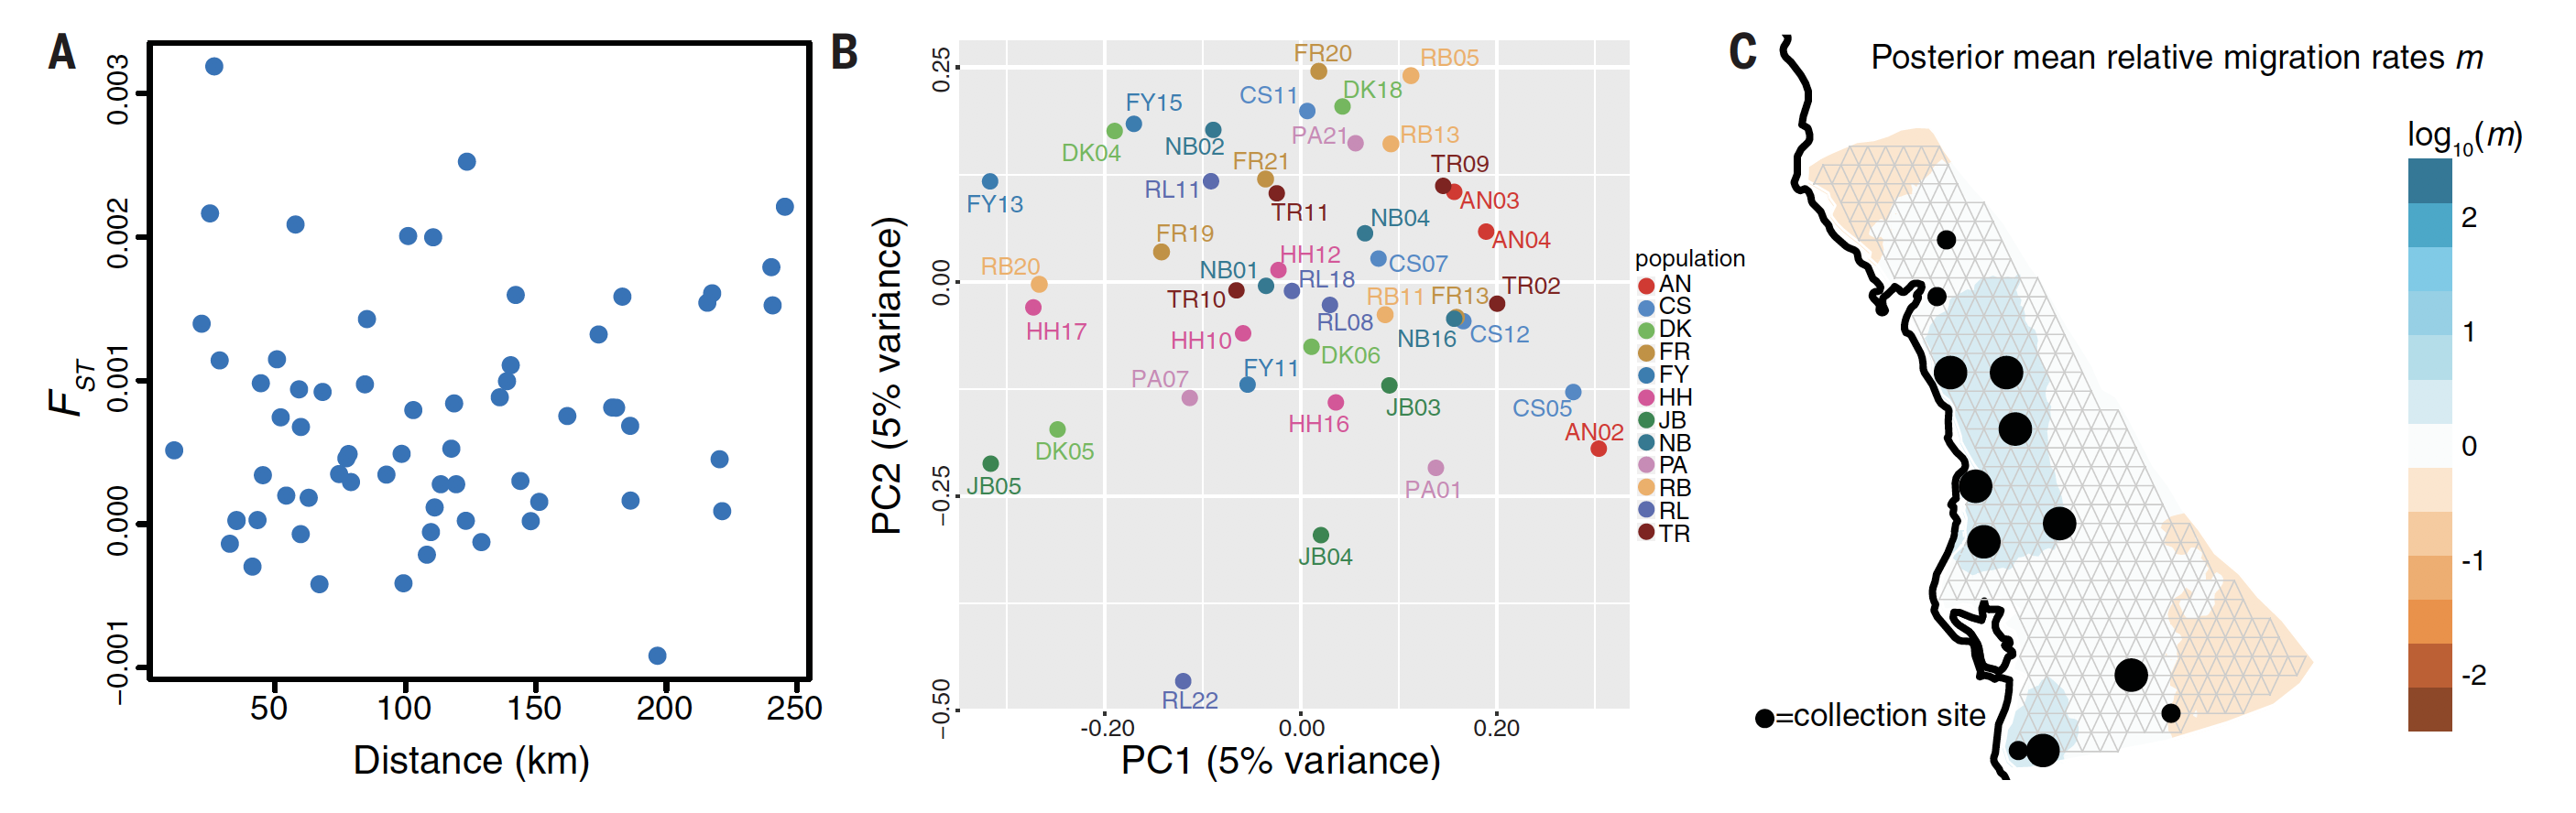 A
0.003
0.002
0.001
0.000
−0.001
F_ST
50
100
150
200
250
Distance (km)
B
0.25
0.00
−0.25
−0.50
PC2 (5% variance)
FR20
RB05
FY15
CS11
DK18
DK04
NB02
PA21
RB13
FR21
TR09
FY13
RL11
TR11
AN03
FR19
NB04
AN04
RB20
NB01
HH12
CS07
TR10
RL18
RB11
FR13
TR02
HH17
HH10
RL08
NB16
CS12
DK06
PA07
FY11
JB03
CS05
HH16
AN02
DK05
JB05
PA01
JB04
RL22
-0.20
0.00
0.20
PC1 (5% variance)
population
AN
CS
DK
FR
FY
HH
JB
NB
PA
RB
RL
TR
C
Posterior mean relative migration rates m
log10(m)
2
1
0
-1
-2
=collection site